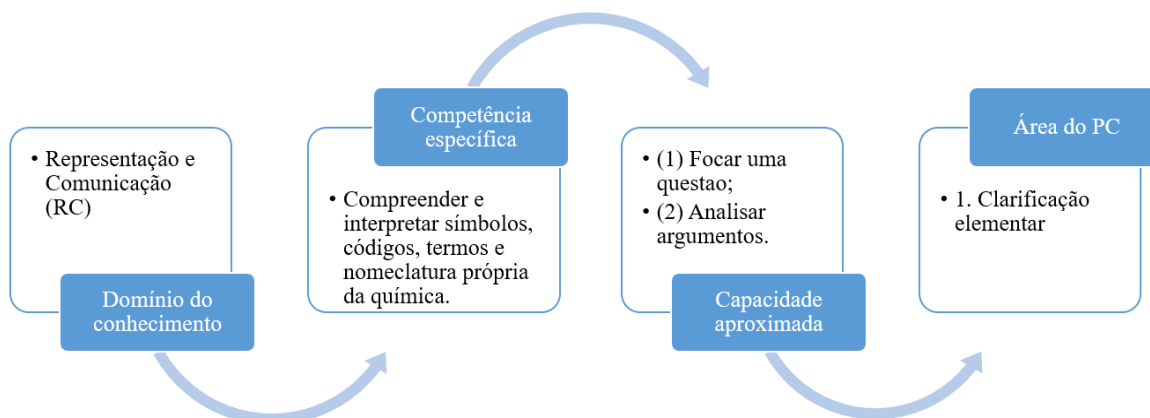 • Representação e
Comunicação
(RC)
Domínio do
conhecimento
Competência
específica
• Compreender e
interpretar símbolos,
códigos, termos e
nomeclatura própria
da química.
• (1) Focar uma
questao;
• (2) Analisar
argumentos.
Capacidade
aproximada
Área do PC
• 1. Clarificação
elementar